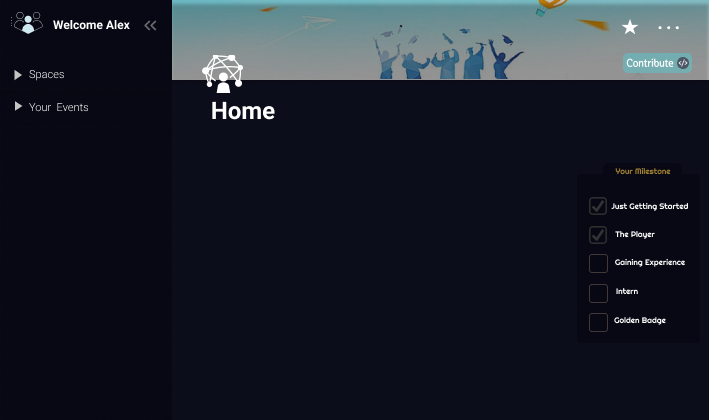 Welcome Alex
Spaces
Your Events
Contribute </>
Home
Your Milestone
Just Getting Started
The Player
Gaining Experience
Intern
Golden Badge